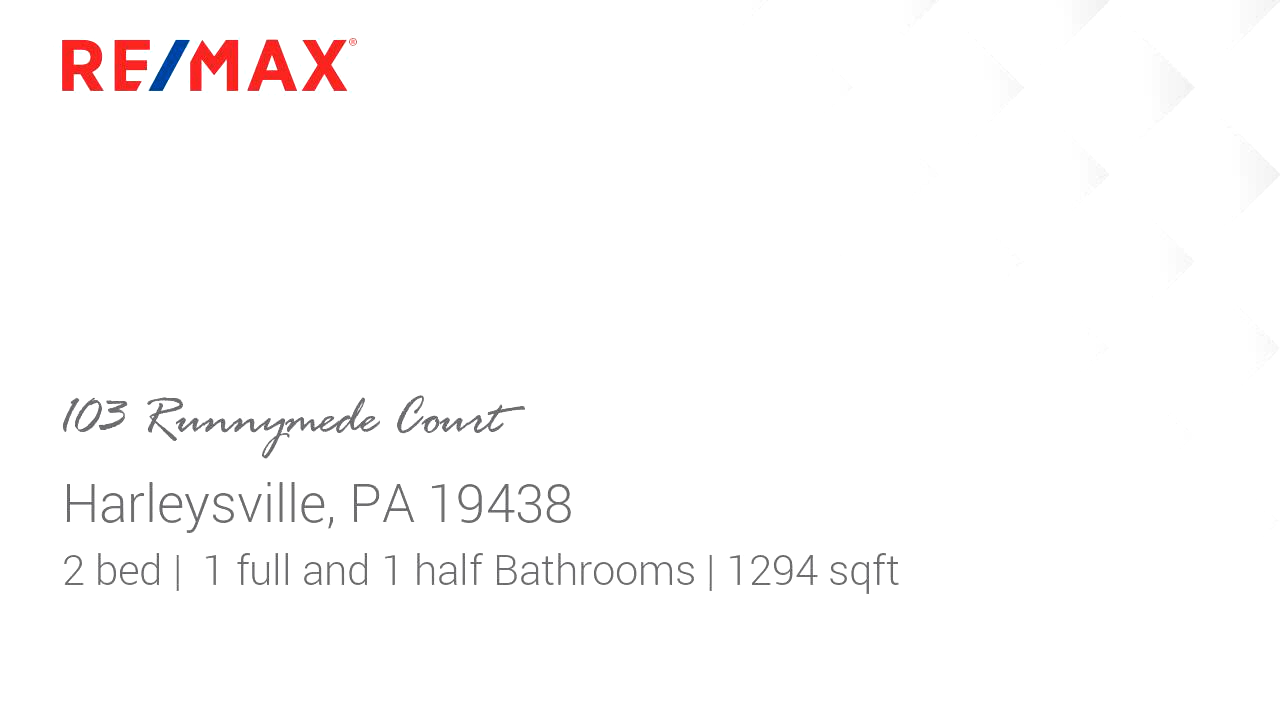 RE/MAX®
103 Runnymede Court
Harleysville, PA 19438
2 bed | 1 full and 1 half Bathrooms | 1294 sqft